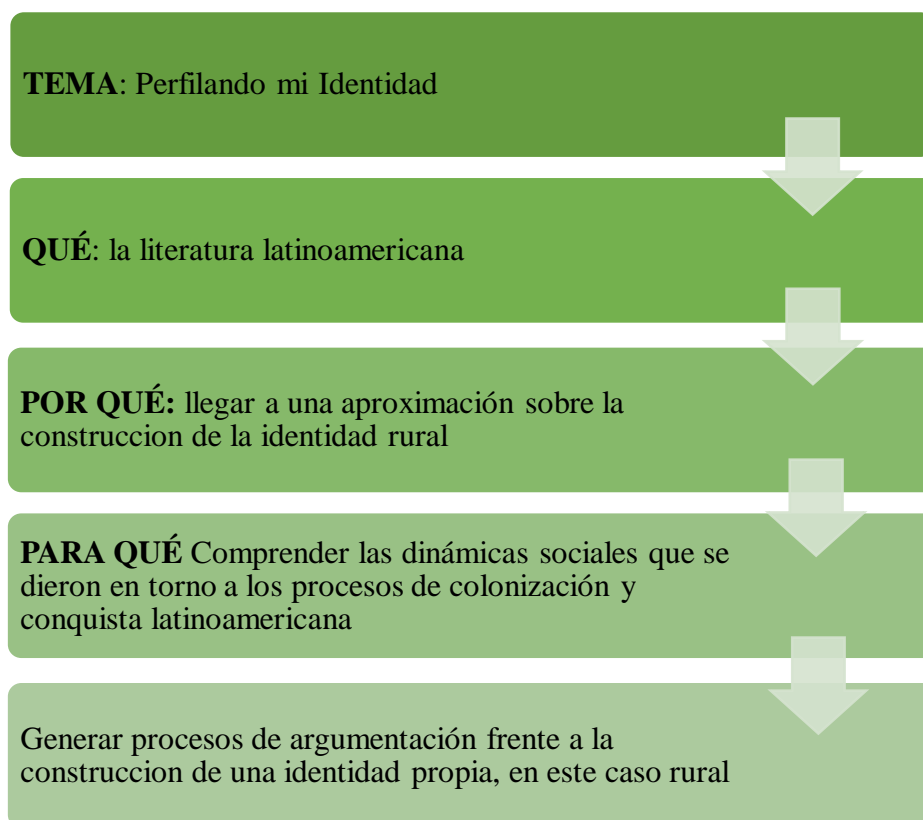 TEMA: Perfilando mi Identidad
QUÉ: la literatura latinoamericana
POR QUÉ: llegar a una aproximación sobre la
construccion de la identidad rural
PARA QUÉ Comprender las dinámicas sociales que se
dieron en torno a los procesos de colonización y
conquista latinoamericana
Generar procesos de argumentación frente a la
construccion de una identidad propia, en este caso rural